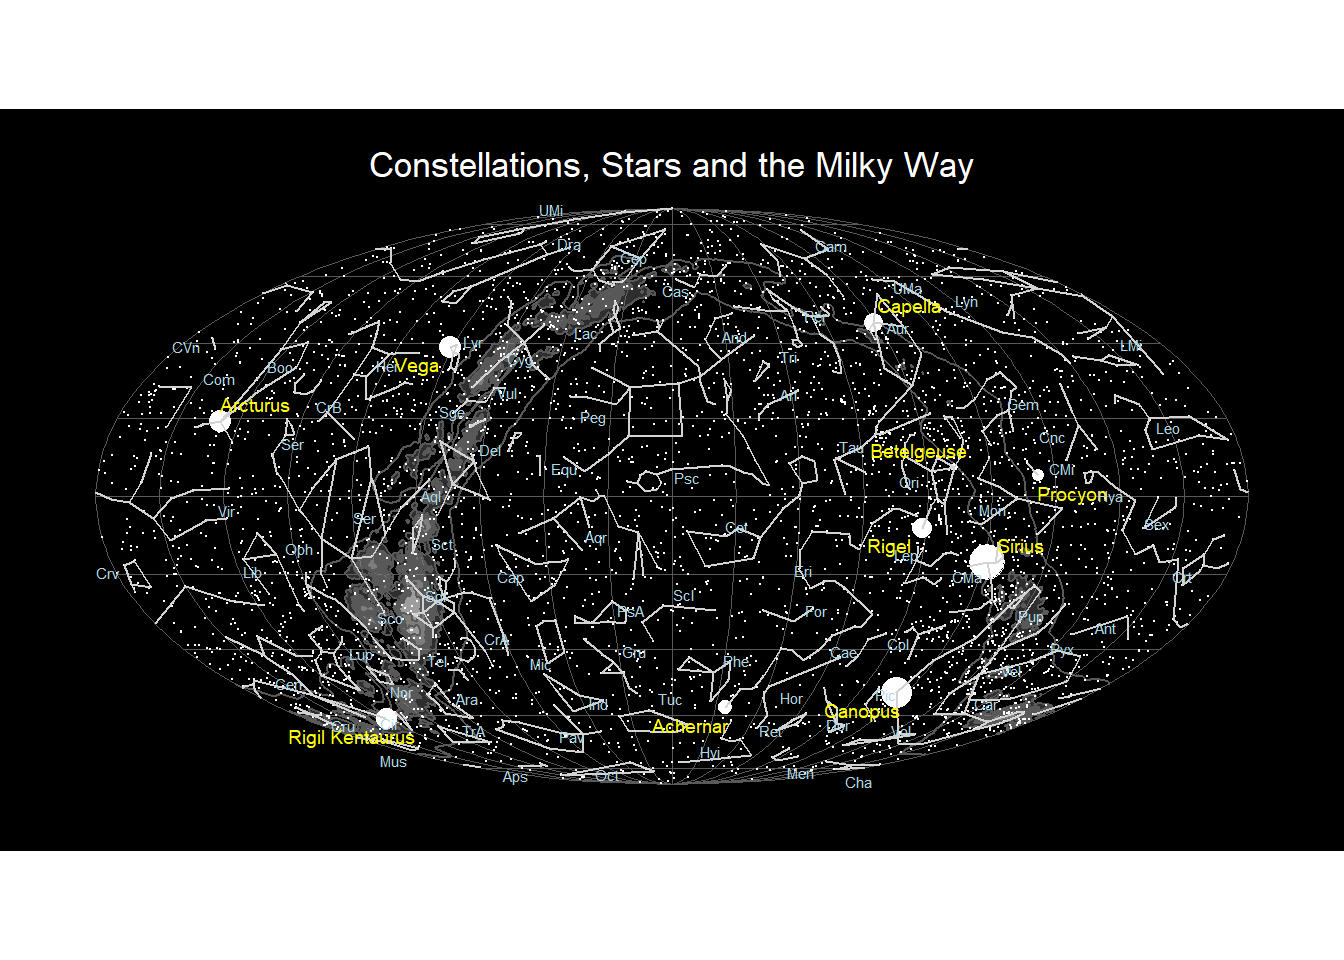 Constellations, Stars and the Milky Way
UMi
Dra
Cam
Cep
UMa
Cas
Lyn
Capella
Per
Aur
Lac
And
CVn
Lyr
LMi
Tri
Cyg
Vega
Her
Boo
Com
Vul
Ari
Arcturus
CrB
Gem
Sge
Peg
Leo
Cnc
Ser
Del
Tau
Betelgeuse
Equ
CMi
Psc
Ori
Aql
Procyon
Hya
Vir
Mon
Ser
Sex
Cet
Aqr
Sct
Rigel
Sirius
Oph
Lep
Crv
Lib
Cap
Eri
CMa
Crt
Sgr
Scl
PsA
For
Sco
Pup
Ant
CrA
Col
Lup
Gru
Cae
Pyx
Tel
Mic
Phe
Vel
Cen
Nor
Ara
Ind
Tuc
Hor
Pic
Car
Canopus
Cru
Achernar
Dor
Rigil Kentaurus
TrA
Pav
Ret
Vol
Hyi
Mus
Aps
Oct
Men
Cha